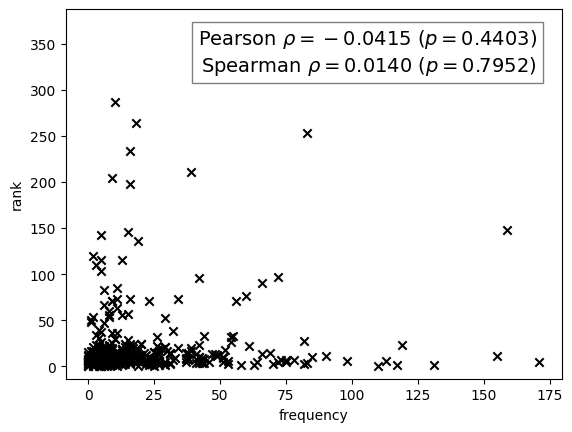 Pearson ρ = −0.0415 (p = 0.4403)
Spearman ρ = 0.0140 (p = 0.7952)
350
300
250
200
150
100
50
0
rank
0 25 50 75 100 125 150 175
frequency